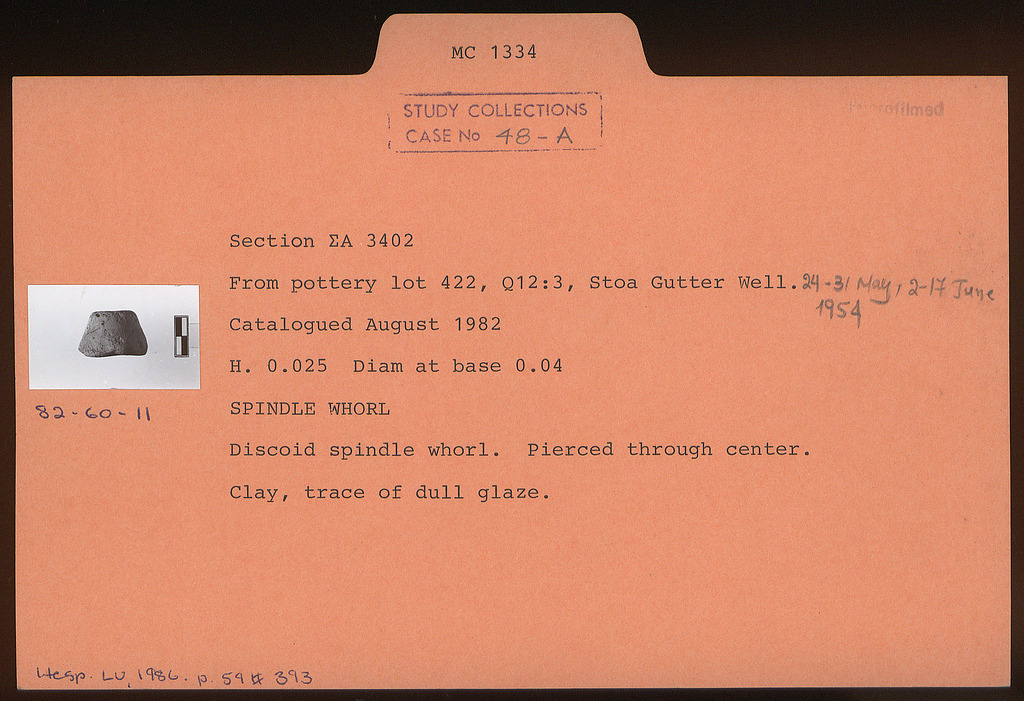 MC 1334
STUDY COLLECTIONS
CASE No 48-A
Microfilmed
Section ΣΑ 3402
From pottery lot 422, Q12:3, Stoa Gutter Well. 24-31 May, 2-17 June
1954
Catalogued August 1982
H. 0.025 Diam at base 0.04
82-60-11
SPINDLE WHORL
Discoid spindle whorl. Pierced through center.
Clay, trace of dull glaze.
Hesp. LV, 1986. p. 59 # 393